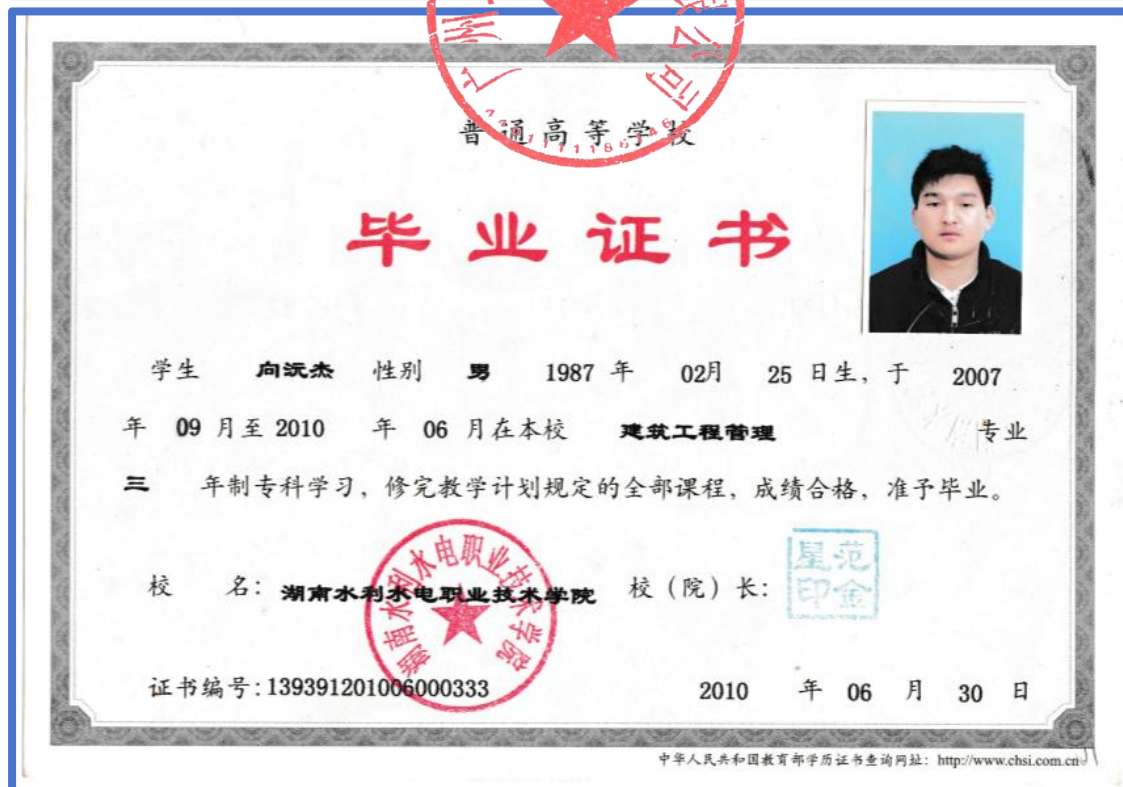 普通高等学校
毕业证书
学生 向沅杰 性别 男 1987 年 02月 25 日生，于 2007
年 09 月至 2010 年 06 月在本校 建筑工程管理 专业
三 年制专科学习，修完教学计划规定的全部课程，成绩合格，准予毕业。
校 名：湖南水利水电职业技术学院 校（院）长：
范金星印
湖南水利水电职业技术学院
证书编号：139391201006000333 2010 年 06 月 30 日
中华人民共和国教育部学历证书查询网址：http://www.chsi.com.cn